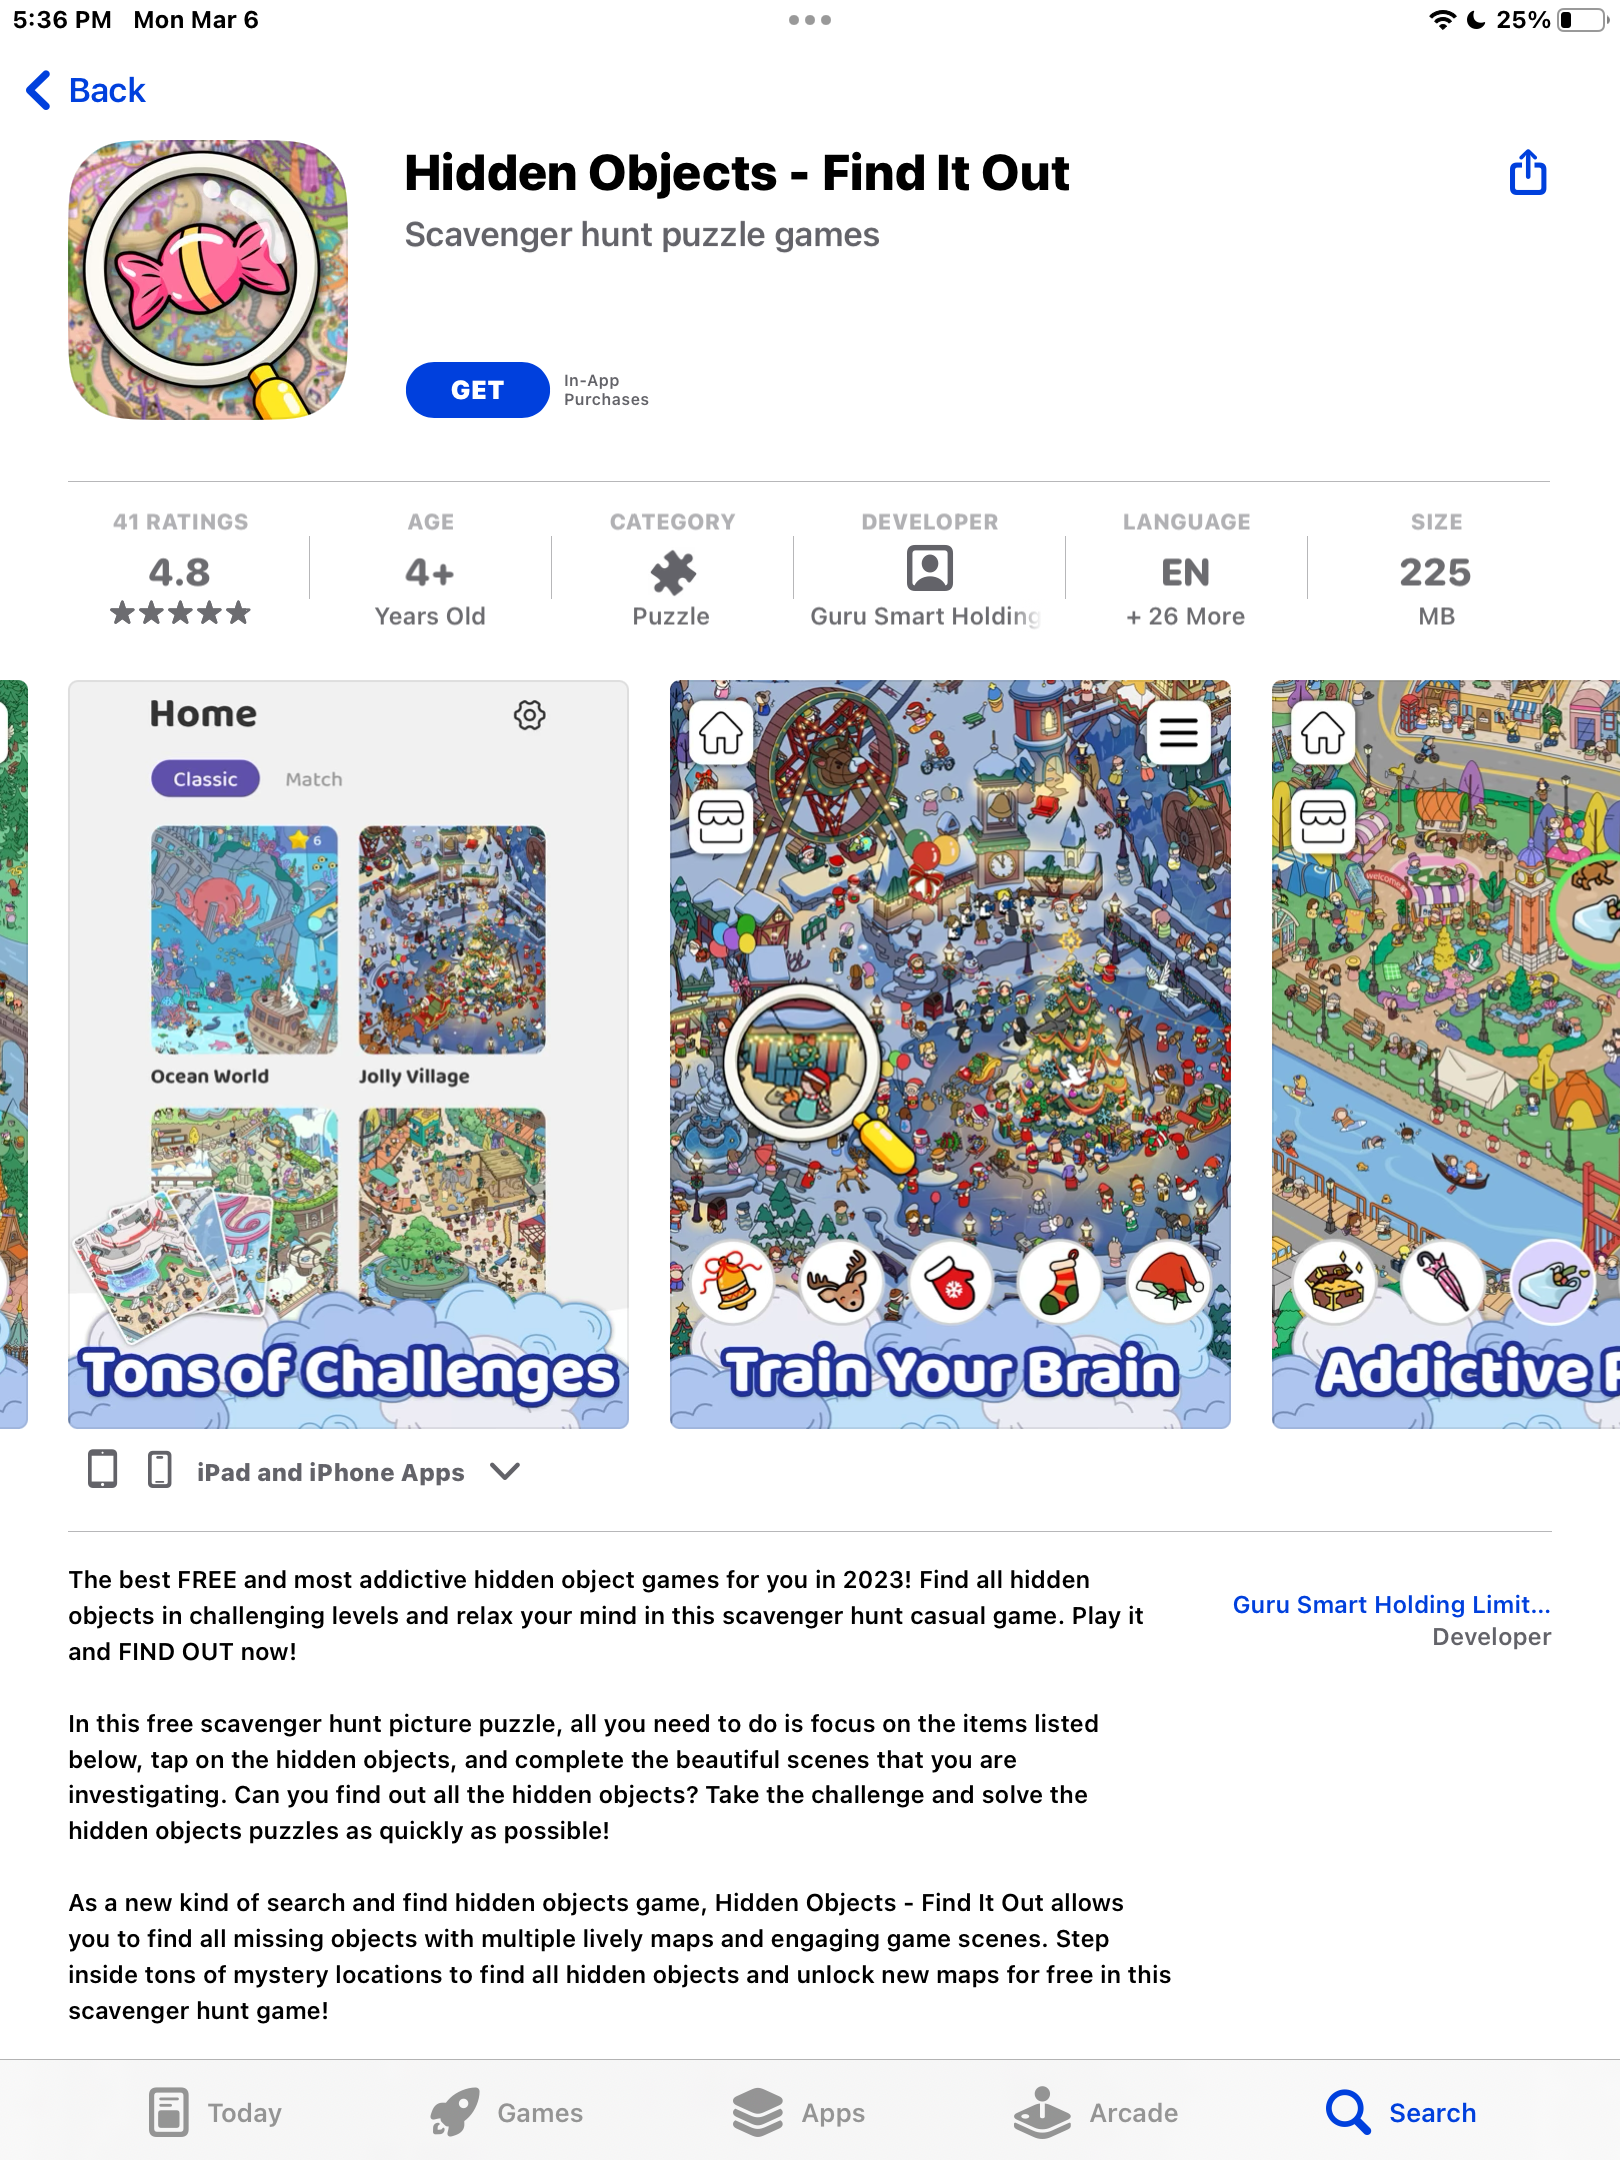 5:36 PM Mon Mar 6
25%
Back
Hidden Objects - Find It Out
Scavenger hunt puzzle games
GET
In-App
Purchases
41 RATINGS
4.8
AGE
4+
Years Old
CATEGORY
Puzzle
DEVELOPER
Guru Smart Holding
LANGUAGE
EN
+ 26 More
SIZE
225
MB
Home
Classic Match
6
Ocean World
Jolly Village
Tons of Challenges
Train Your Brain
welcome
Addictive
iPad and iPhone Apps
The best FREE and most addictive hidden object games for you in 2023! Find all hidden
objects in challenging levels and relax your mind in this scavenger hunt casual game. Play it
and FIND OUT now!
Guru Smart Holding Limit...
Developer
In this free scavenger hunt picture puzzle, all you need to do is focus on the items listed
below, tap on the hidden objects, and complete the beautiful scenes that you are
investigating. Can you find out all the hidden objects? Take the challenge and solve the
hidden objects puzzles as quickly as possible!
As a new kind of search and find hidden objects game, Hidden Objects - Find It Out allows
you to find all missing objects with multiple lively maps and engaging game scenes. Step
inside tons of mystery locations to find all hidden objects and unlock new maps for free in this
scavenger hunt game!
Today
Games
Apps
Arcade
Search